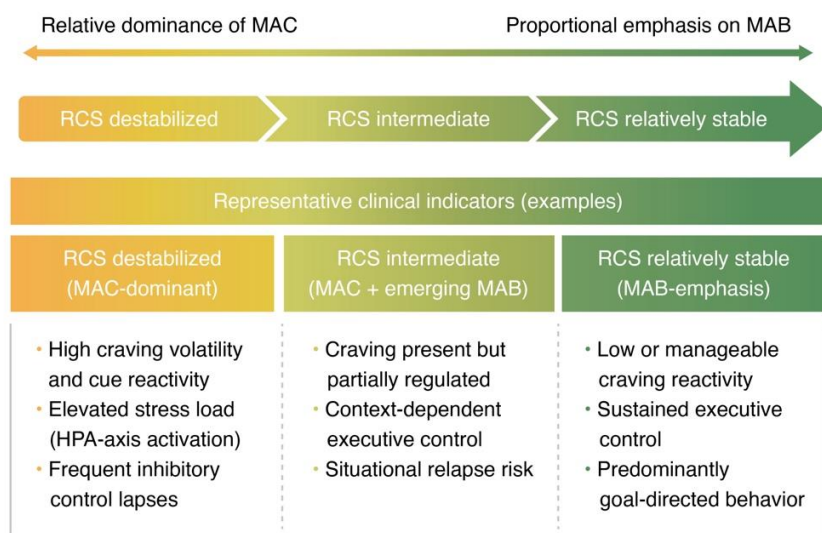 Relative dominance of MAC
Proportional emphasis on MAB
RCS destabilized
RCS intermediate
RCS relatively stable
Representative clinical indicators (examples)
RCS destabilized
(MAC-dominant)
RCS intermediate
(MAC + emerging MAB)
RCS relatively stable
(MAB-emphasis)
• High craving volatility
and cue reactivity
• Elevated stress load
(HPA-axis activation)
• Frequent inhibitory
control lapses
• Craving present but
partially regulated
• Context-dependent
executive control
• Situational relapse risk
• Low or manageable
craving reactivity
• Sustained executive
control
• Predominantly
goal-directed behavior